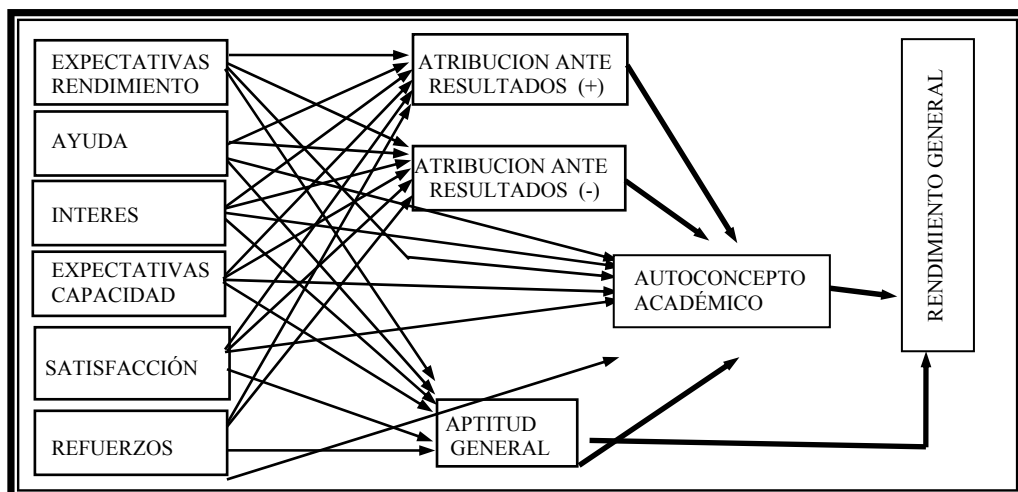 EXPECTATIVAS
RENDIMIENTO
AYUDA
INTERES
EXPECTATIVAS
CAPACIDAD
SATISFACCIÓN
REFUERZOS
ATRIBUCION ANTE
RESULTADOS (+)
ATRIBUCION ANTE
RESULTADOS (-)
APTITUD
GENERAL
AUTOCONCEPTO
ACADÉMICO
RENDIMIENTO GENERAL